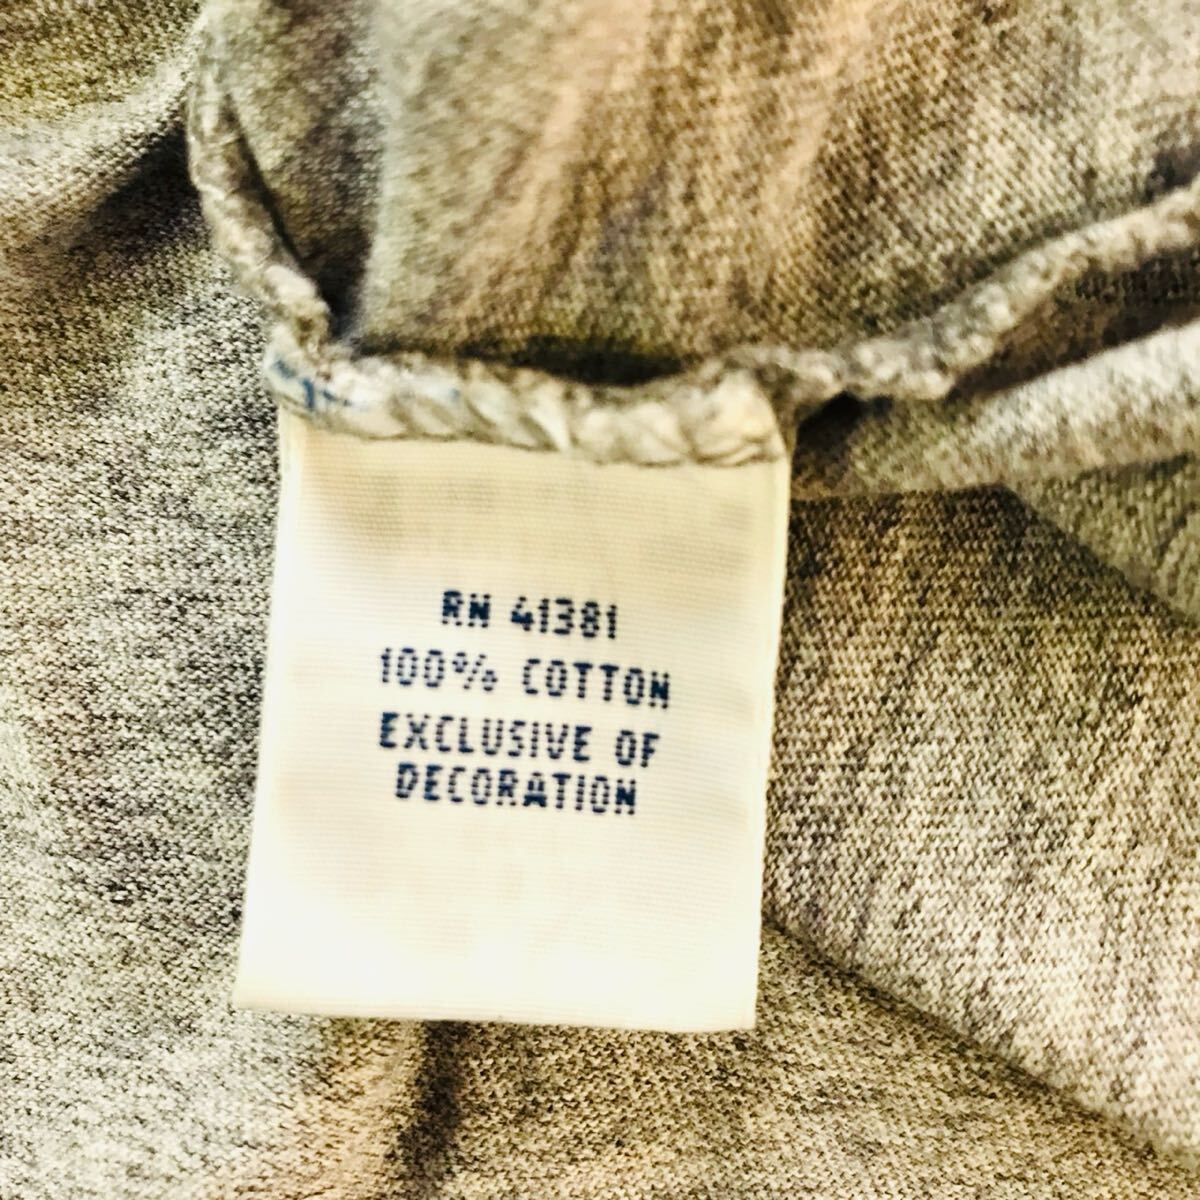 RN 41381
100% COTTON
EXCLUSIVE OF
DECORATION